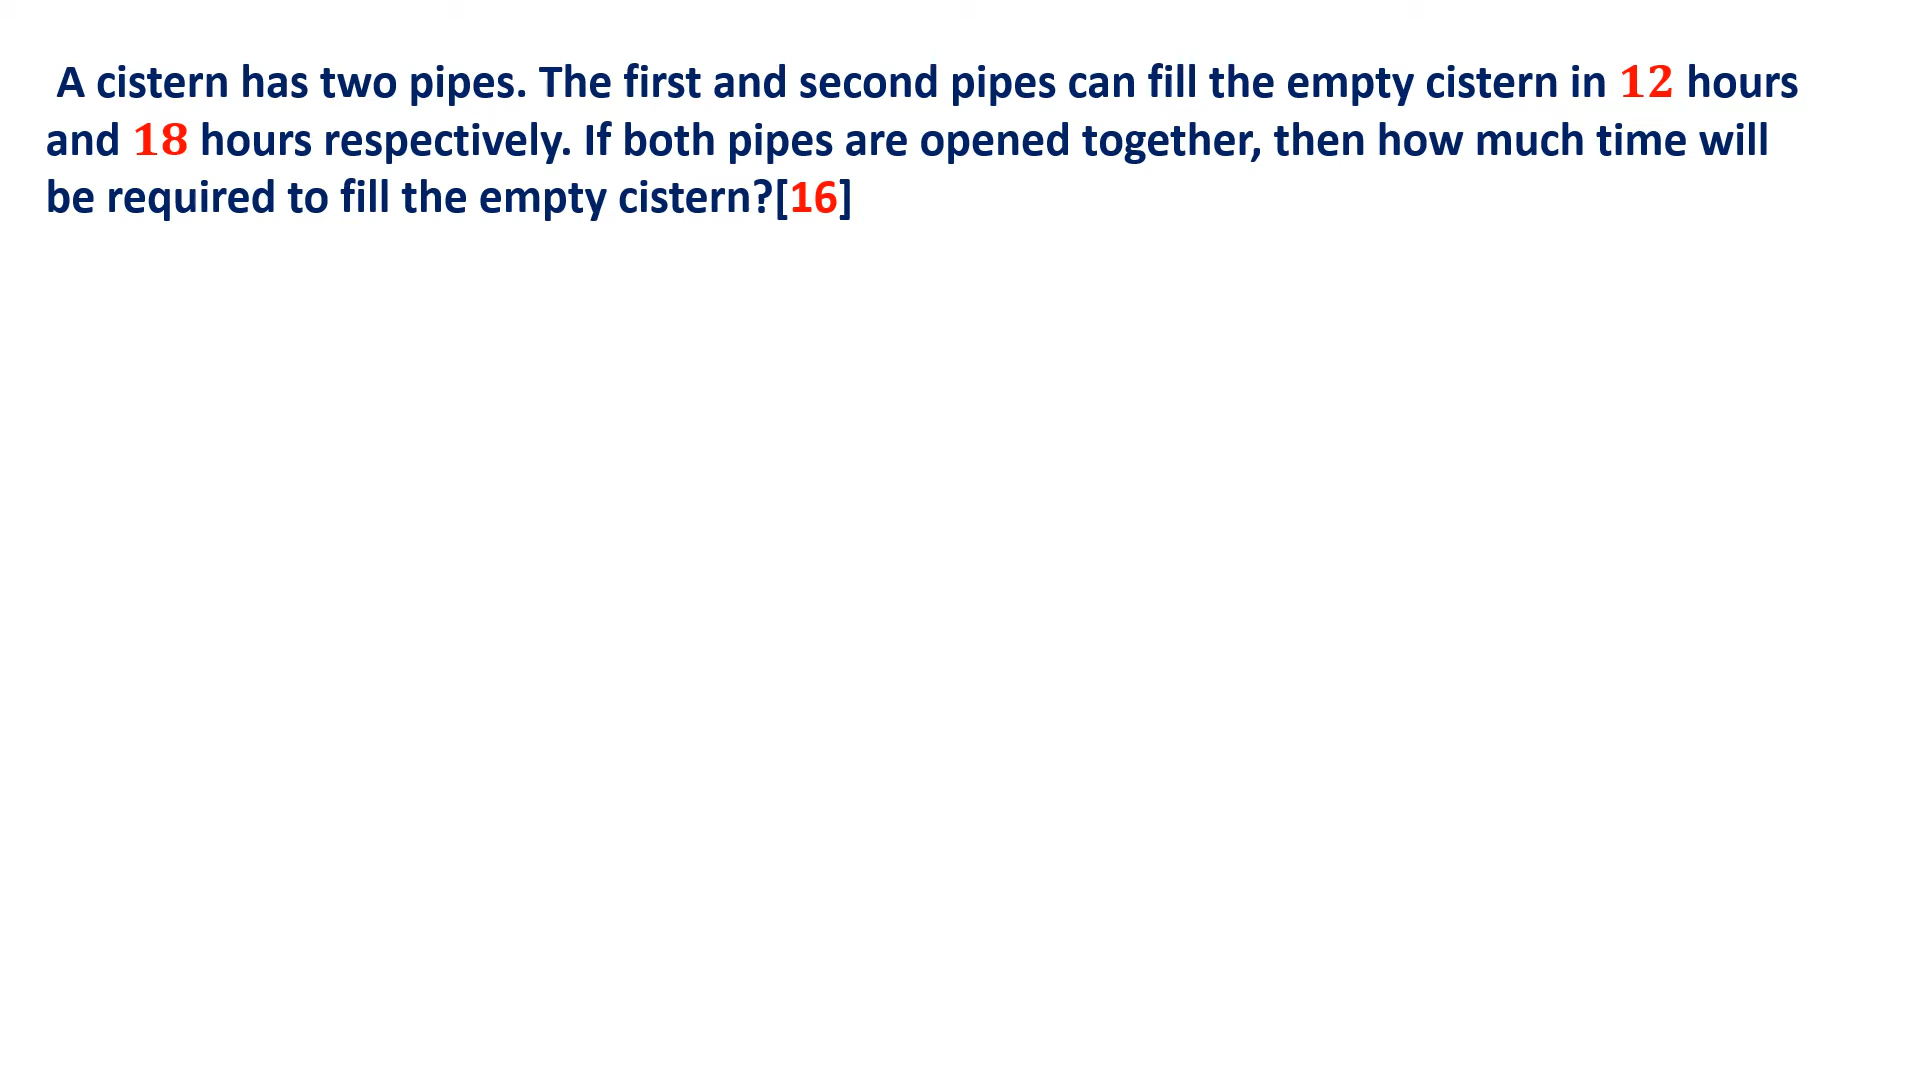 A cistern has two pipes. The first and second pipes can fill the empty cistern in 12 hours
and 18 hours respectively. If both pipes are opened together, then how much time will
be required to fill the empty cistern?[16]